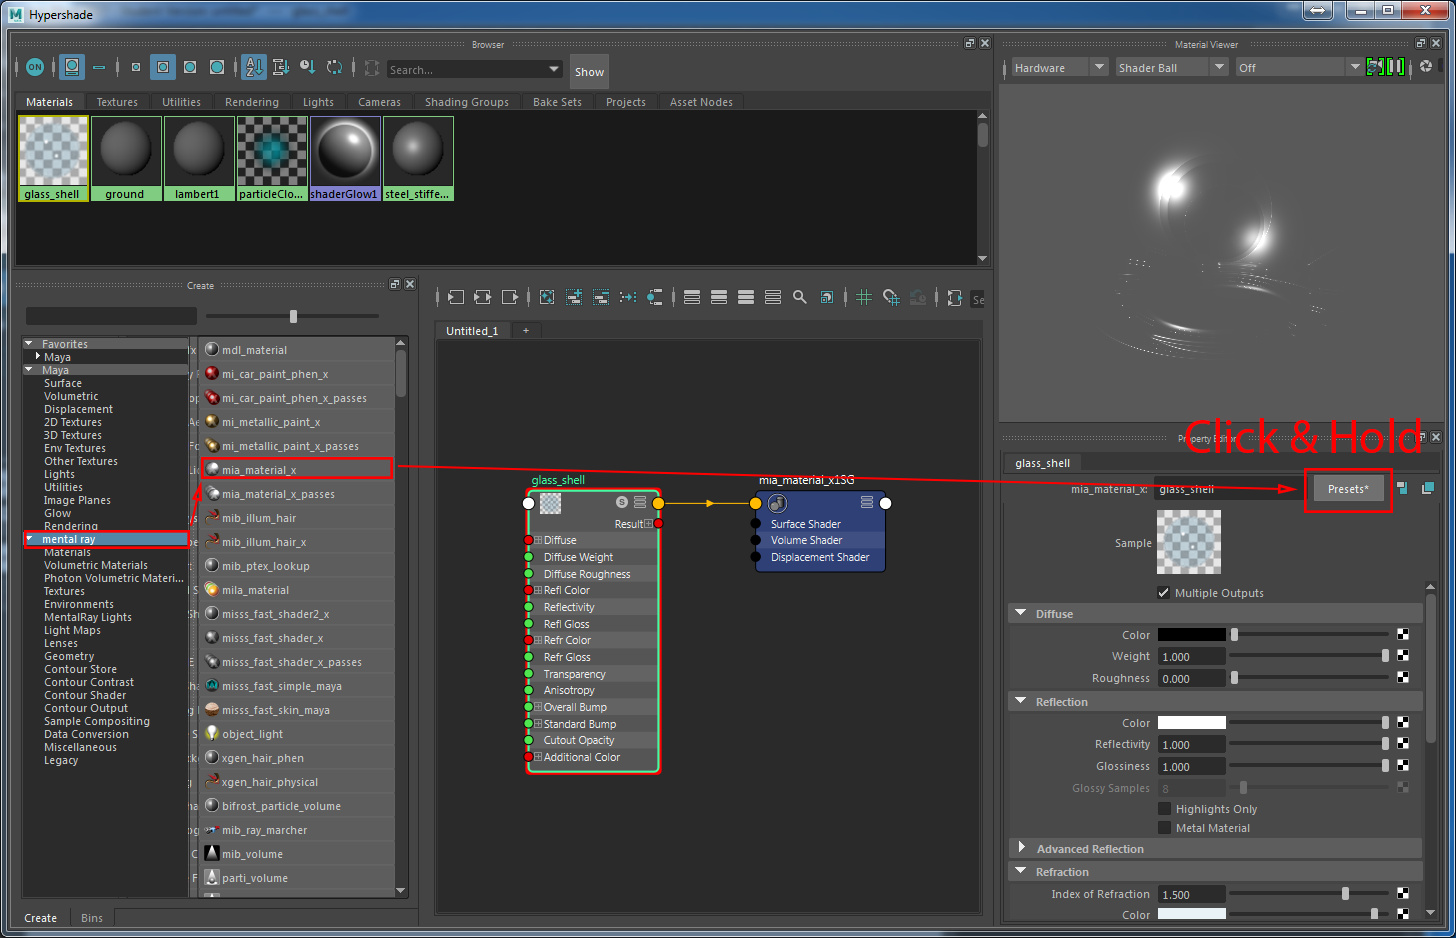 Hypershade
Browser
ON
Search...
Show
Materials Textures Utilities Rendering Lights Cameras Shading Groups Bake Sets Projects Asset Nodes
glass_shell ground lambert1 particleClo... shaderGlow1 steel_stiffe...
Material Viewer
Hardware Shader Ball Off
Create
Favorites
Maya
Maya
Surface
Volumetric
Displacement
2D Textures
3D Textures
Env Textures
Other Textures
Lights
Utilities
Image Planes
Glow
Rendering
mental ray
Materials
Volumetric Materials
Photon Volumetric Materi...
Textures
Environments
MentalRay Lights
Light Maps
Lenses
Geometry
Contour Store
Contour Contrast
Contour Shader
Contour Output
Sample Compositing
Data Conversion
Miscellaneous
Legacy
mdl_material
mi_car_paint_phen_x
mi_car_paint_phen_x_passes
mi_metallic_paint_x
mi_metallic_paint_x_passes
mia_material_x
mia_material_x_passes
mib_illum_hair
mib_illum_hair_x
mib_ptex_lookup
mila_material
misss_fast_shader2_x
misss_fast_shader_x
misss_fast_shader_x_passes
misss_fast_simple_maya
misss_fast_skin_maya
object_light
xgen_hair_phen
xgen_hair_physical
bifrost_particle_volume
mib_ray_marcher
mib_volume
parti_volume
Create Bins
Se
Untitled_1 +
glass_shell
S
Result
Diffuse
Diffuse Weight
Diffuse Roughness
Refl Color
Reflectivity
Refl Gloss
Refr Color
Refr Gloss
Transparency
Anisotropy
Overall Bump
Standard Bump
Cutout Opacity
Additional Color
mia_material_x1SG
Surface Shader
Volume Shader
Displacement Shader
Click & Hold
Property Editor
glass_shell
mia_material_x: glass_shell Presets*
Sample
Multiple Outputs
Diffuse
Color
Weight 1.000
Roughness 0.000
Reflection
Color
Reflectivity 1.000
Glossiness 1.000
Glossy Samples 8
Highlights Only
Metal Material
Advanced Reflection
Refraction
Index of Refraction 1.500
Color